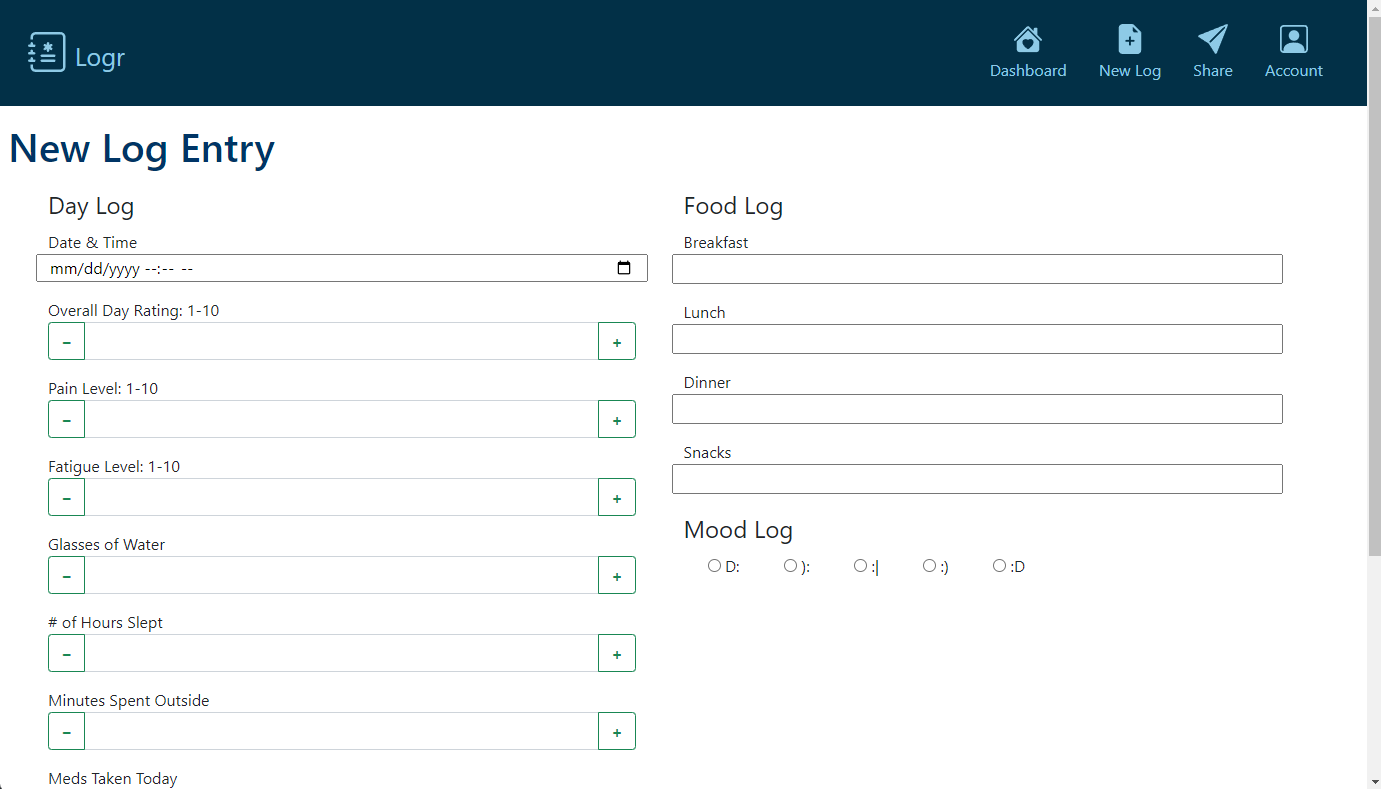 Logr
Dashboard
New Log
Share
Account
New Log Entry
Day Log
Date & Time
mm/dd/yyyy --:-- --
Overall Day Rating: 1-10
−
+
Pain Level: 1-10
−
+
Fatigue Level: 1-10
−
+
Glasses of Water
−
+
# of Hours Slept
−
+
Minutes Spent Outside
−
+
Meds Taken Today
Food Log
Breakfast
Lunch
Dinner
Snacks
Mood Log
D: ): :| :) :D